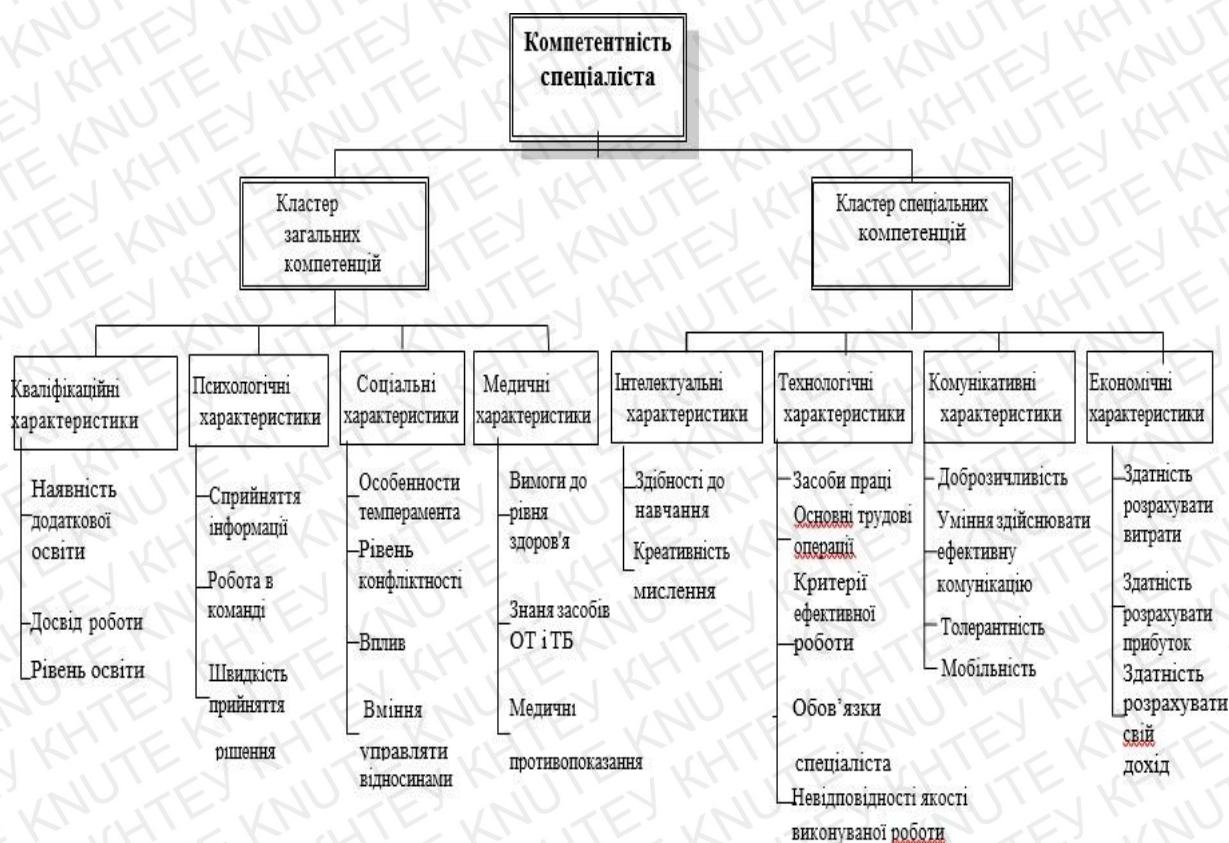 Компетентність
спеціаліста
Кластер
загальних
компетенцій
Кластер спеціальних
компетенцій
Кваліфікаційні
характеристики
Психологічні
характеристики
Соціальні
характеристики
Медичні
характеристики
Інтелектуальні
характеристики
Технологічні
характеристики
Комунікативні
характеристики
Економічні
характеристики
Наявність
додаткової
освіти
Досвід роботи
Рівень освіти
Сприйняття
інформації
Робота в
команді
Швидкість
прийняття
рішення
Особенности
темперамента
Рівень
конфліктності
Вплив
Вміння
управляти
відносинами
Вимоги до
рівня
здоров'я
Знаня засобів
ОТ і ТБ
Медичні
противопоказання
Здібності до
навчання
Креативність
мислення
Засоби праці
Основні трудові
операції
Критерії
ефективної
роботи
Обов’язки
спеціаліста
Невідповідності якості
виконуваної роботи
Доброзичливість
Уміння здійснювати
ефективну
комунікацію
Толерантність
Мобільність
Здатність
розрахувати
витрати
Здатність
розрахувати
прибуток
Здатність
розрахувати
свій
дохід